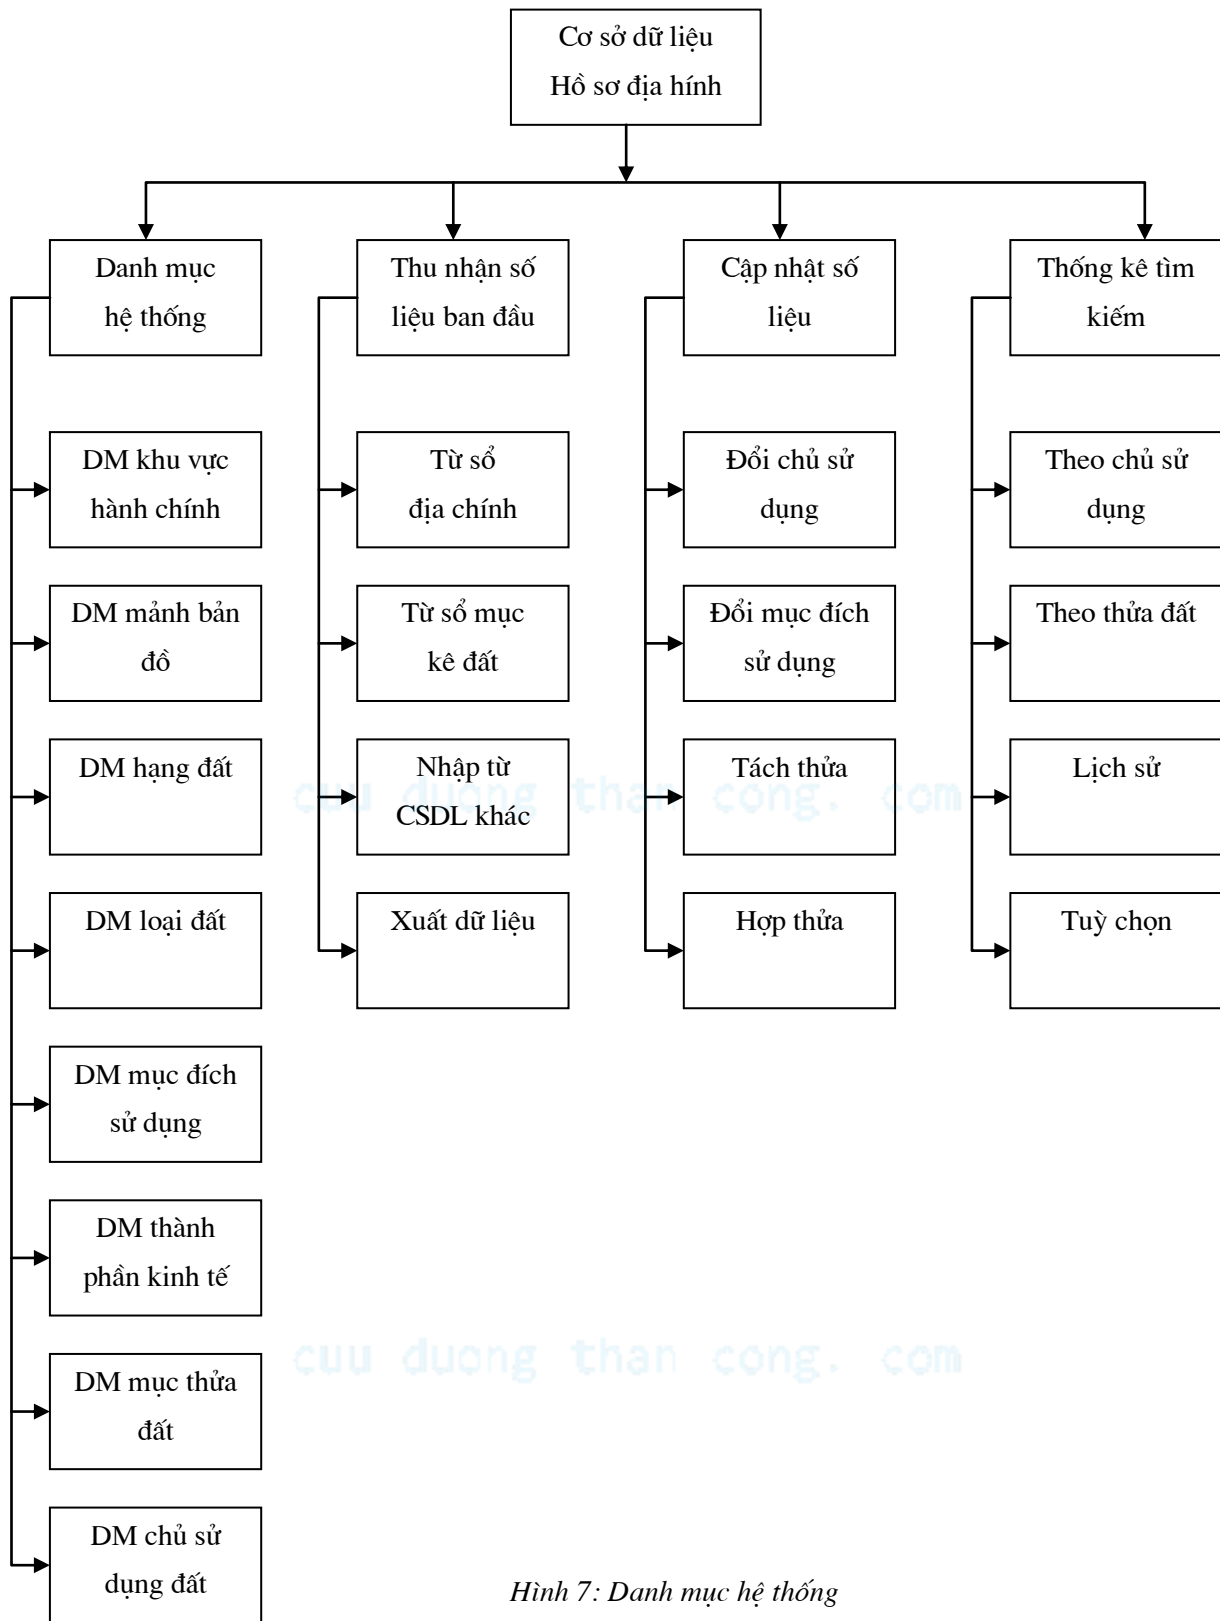 Cơ sở dữ liệu
Hồ sơ địa hính
Danh mục
hệ thống
Thu nhận số
liệu ban đầu
Cập nhật số
liệu
Thống kê tìm
kiếm
DM khu vực
hành chính
Từ sổ
địa chính
Đổi chủ sử
dụng
Theo chủ sử
dụng
DM mảnh bản
đồ
Từ sổ mục
kê đất
Đổi mục đích
sử dụng
Theo thửa đất
DM hạng đất
Nhập từ
CSDL khác
Tách thửa
Lịch sử
cuu duong than cong. com
DM loại đất
Xuất dữ liệu
Hợp thửa
Tuỳ chọn
DM mục đích
sử dụng
DM thành
phần kinh tế
cuu duong than cong. com
DM mục thửa
đất
DM chủ sử
dụng đất
Hình 7: Danh mục hệ thống